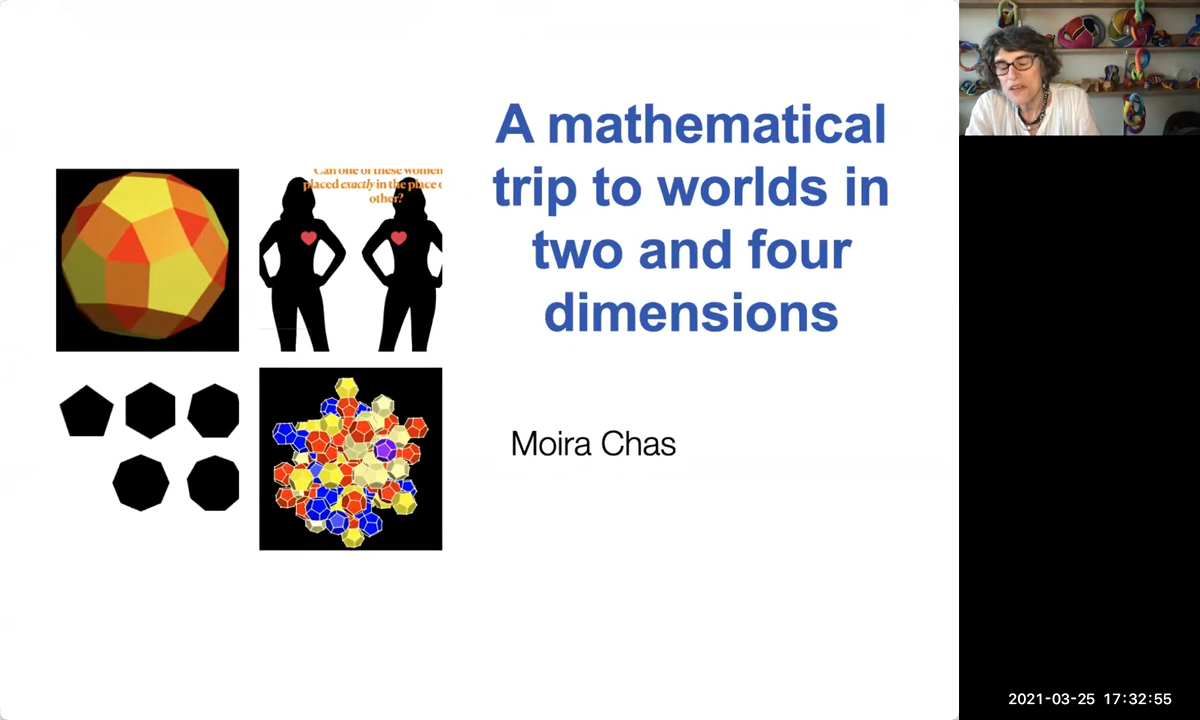 A mathematical
trip to worlds in
two and four
dimensions
Can one of these women
placed exactly in the place o
other?
Moira Chas
2021-03-25 17:32:55